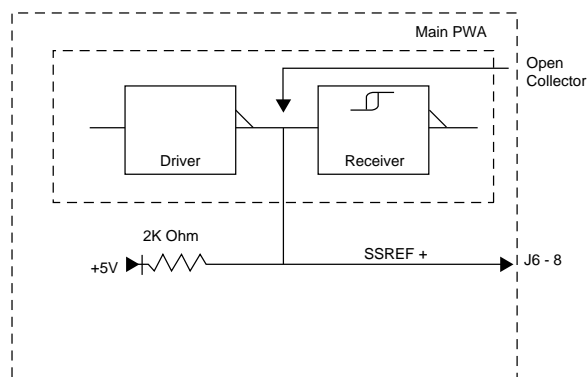 Main PWA
Open
Collector
Driver
Receiver
2K Ohm
+5V
SSREF +
J6 - 8